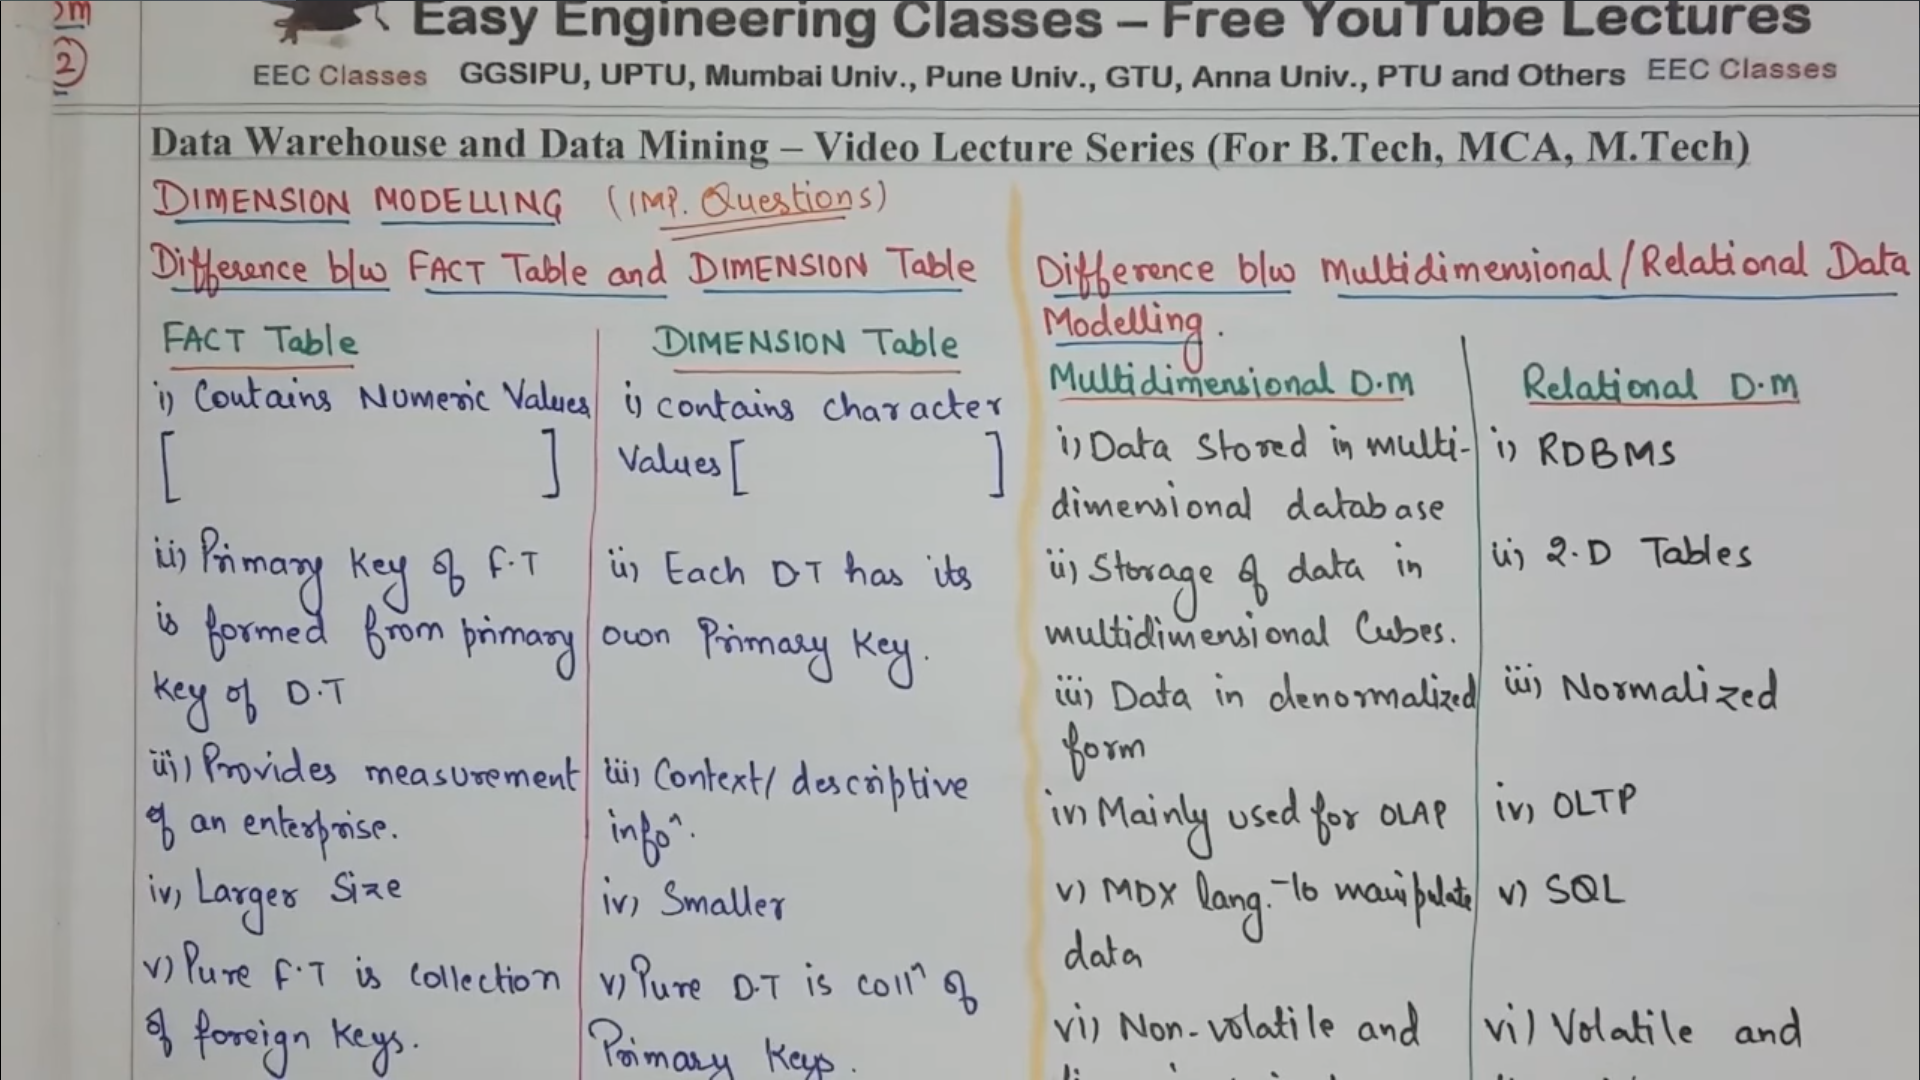 Easy Engineering Classes – Free YouTube Lectures
EEC Classes GGSIPU, UPTU, Mumbai Univ., Pune Univ., GTU, Anna Univ., PTU and Others EEC Classes
2
Data Warehouse and Data Mining – Video Lecture Series (For B.Tech, MCA, M.Tech)
DIMENSION MODELLING (IMP. Questions)
Difference b/w FACT Table and DIMENSION Table
FACT Table
i) Contains Numeric Values
[ ]
ii) Primary Key of F.T
is formed from primary
key of D.T
iii) Provides measurement
of an enterprise.
iv) Larger Size
v) Pure F.T is collection
of foreign keys.
DIMENSION Table
i) contains character
Values [ ]
ii) Each DT has its
own Primary Key.
iii) Context/ descriptive
infoⁿ.
iv) Smaller
v) Pure D.T is collⁿ of
Primary Keys.
Difference b/w Multidimensional/Relational Data
Modelling.
Multidimensional D.M
i) Data Stored in multi-
dimensional database
ii) Storage of data in
multidimensional Cubes.
iii) Data in denormalized
form
iv) Mainly used for OLAP
v) MDX lang. - to manipulate
data
vi) Non-volatile and
Relational D.M
i) RDBMS
ii) 2.D Tables
iii) Normalized
iv) OLTP
v) SQL
vi) Volatile and